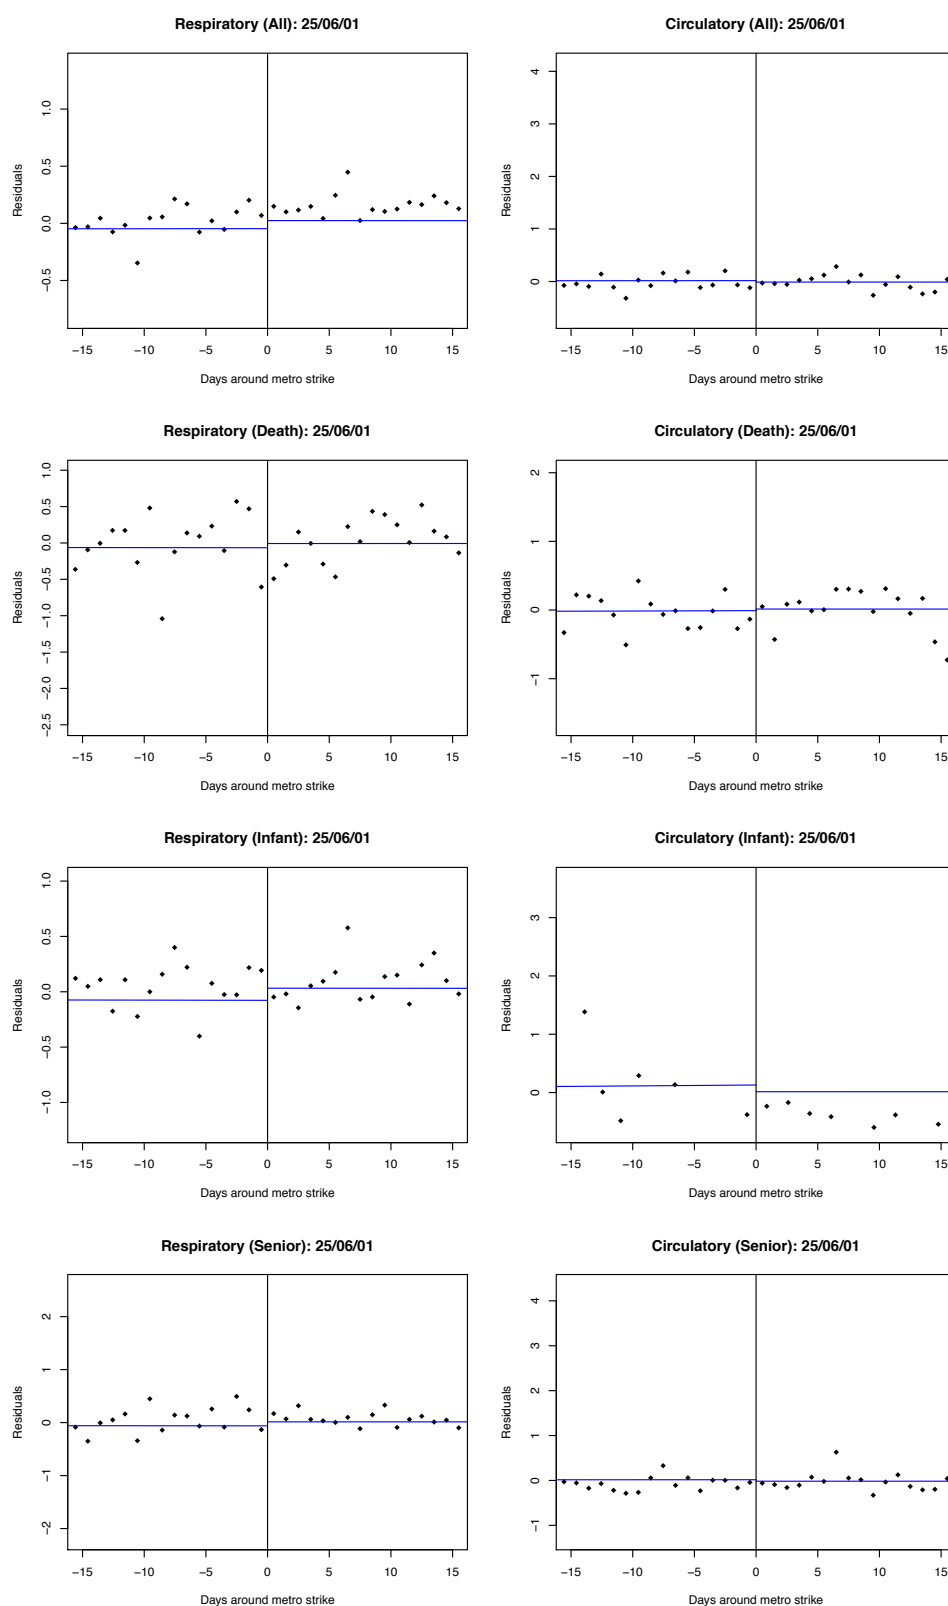 Respiratory (All): 25/06/01
Residuals
1.0
0.5
0.0
−0.5
−15 −10 −5 0 5 10 15
Days around metro strike
Circulatory (All): 25/06/01
Residuals
4
3
2
1
0
−15 −10 −5 0 5 10 15
Days around metro strike
Respiratory (Death): 25/06/01
Residuals
1.0
0.5
0.0
−0.5
−1.0
−1.5
−2.0
−2.5
−15 −10 −5 0 5 10 15
Days around metro strike
Circulatory (Death): 25/06/01
Residuals
2
1
0
−1
−15 −10 −5 0 5 10 15
Days around metro strike
Respiratory (Infant): 25/06/01
Residuals
1.0
0.5
0.0
−0.5
−1.0
−15 −10 −5 0 5 10 15
Days around metro strike
Circulatory (Infant): 25/06/01
Residuals
3
2
1
0
−15 −10 −5 0 5 10 15
Days around metro strike
Respiratory (Senior): 25/06/01
Residuals
2
1
0
−1
−2
−15 −10 −5 0 5 10 15
Days around metro strike
Circulatory (Senior): 25/06/01
Residuals
4
3
2
1
0
−1
−15 −10 −5 0 5 10 15
Days around metro strike